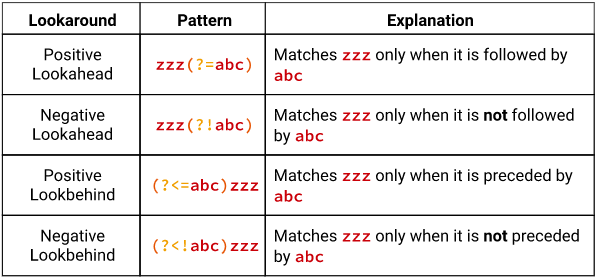 Lookaround Pattern Explanation
Positive Lookahead zzz(?=abc) Matches zzz only when it is followed by abc
Negative Lookahead zzz(?!abc) Matches zzz only when it is not followed by abc
Positive Lookbehind (?<=abc)zzz Matches zzz only when it is preceded by abc
Negative Lookbehind (?<!abc)zzz Matches zzz only when it is not preceded by abc